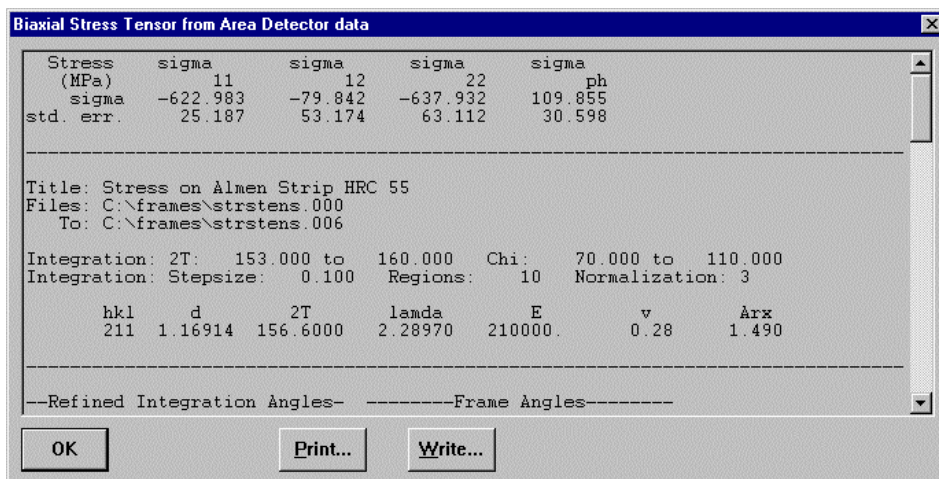 Biaxial Stress Tensor from Area Detector data
Stress sigma sigma sigma sigma
(MPa) 11 12 22 ph
sigma -622.983 -79.842 -637.932 109.855
std. err. 25.187 53.174 63.112 30.598
Title: Stress on Almen Strip HRC 55
Files: C:\frames\strstens.000
To: C:\frames\strstens.006
Integration: 2T: 153.000 to 160.000 Chi: 70.000 to 110.000
Integration: Stepsize: 0.100 Regions: 10 Normalization: 3
hkl d 2T lamda E v Arx
211 1.16914 156.6000 2.28970 210000. 0.28 1.490
--Refined Integration Angles- --------Frame Angles--------
OK Print... Write...